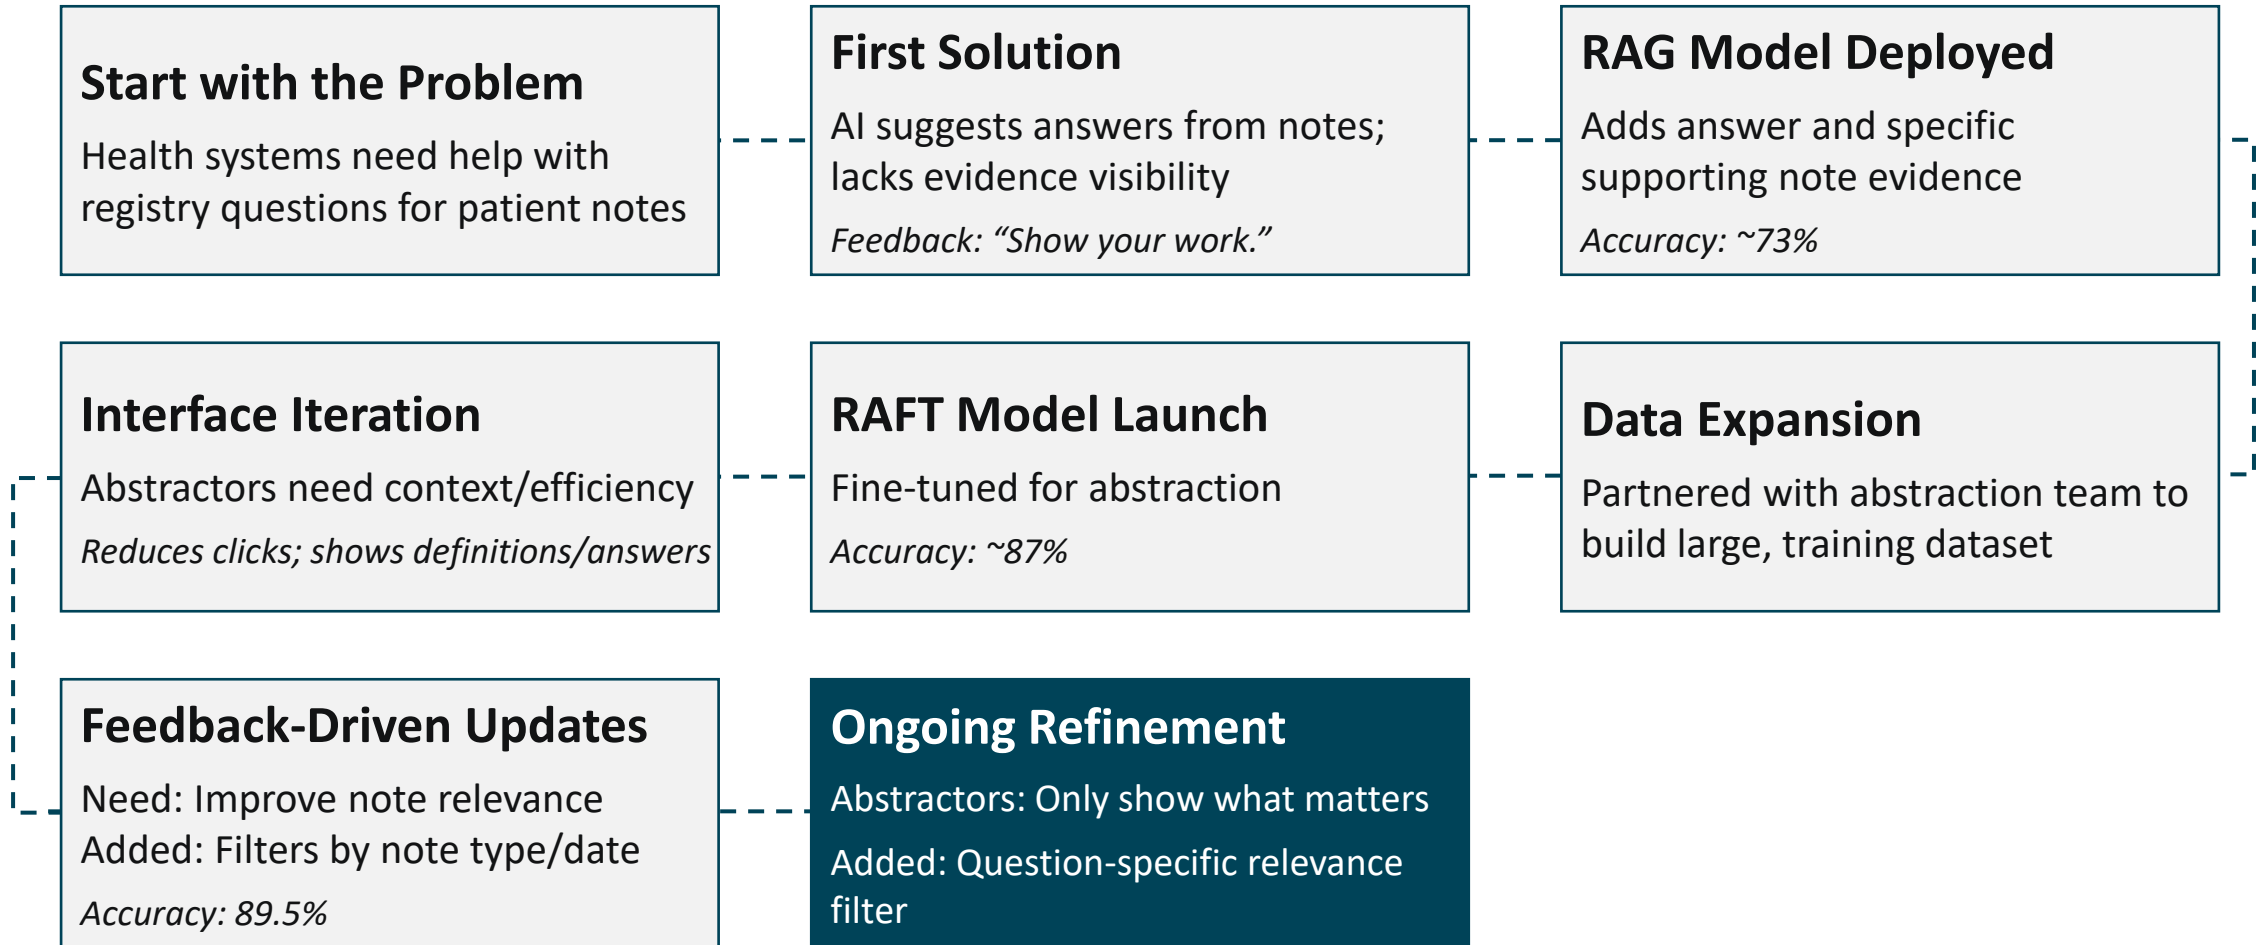 Start with the Problem
Health systems need help with
registry questions for patient notes
First Solution
AI suggests answers from notes;
lacks evidence visibility
Feedback: “Show your work.”
RAG Model Deployed
Adds answer and specific
supporting note evidence
Accuracy: ~73%
Data Expansion
Partnered with abstraction team to
build large, training dataset
RAFT Model Launch
Fine-tuned for abstraction
Accuracy: ~87%
Interface Iteration
Abstractors need context/efficiency
Reduces clicks; shows definitions/answers
Feedback-Driven Updates
Need: Improve note relevance
Added: Filters by note type/date
Accuracy: 89.5%
Ongoing Refinement
Abstractors: Only show what matters
Added: Question-specific relevance
filter